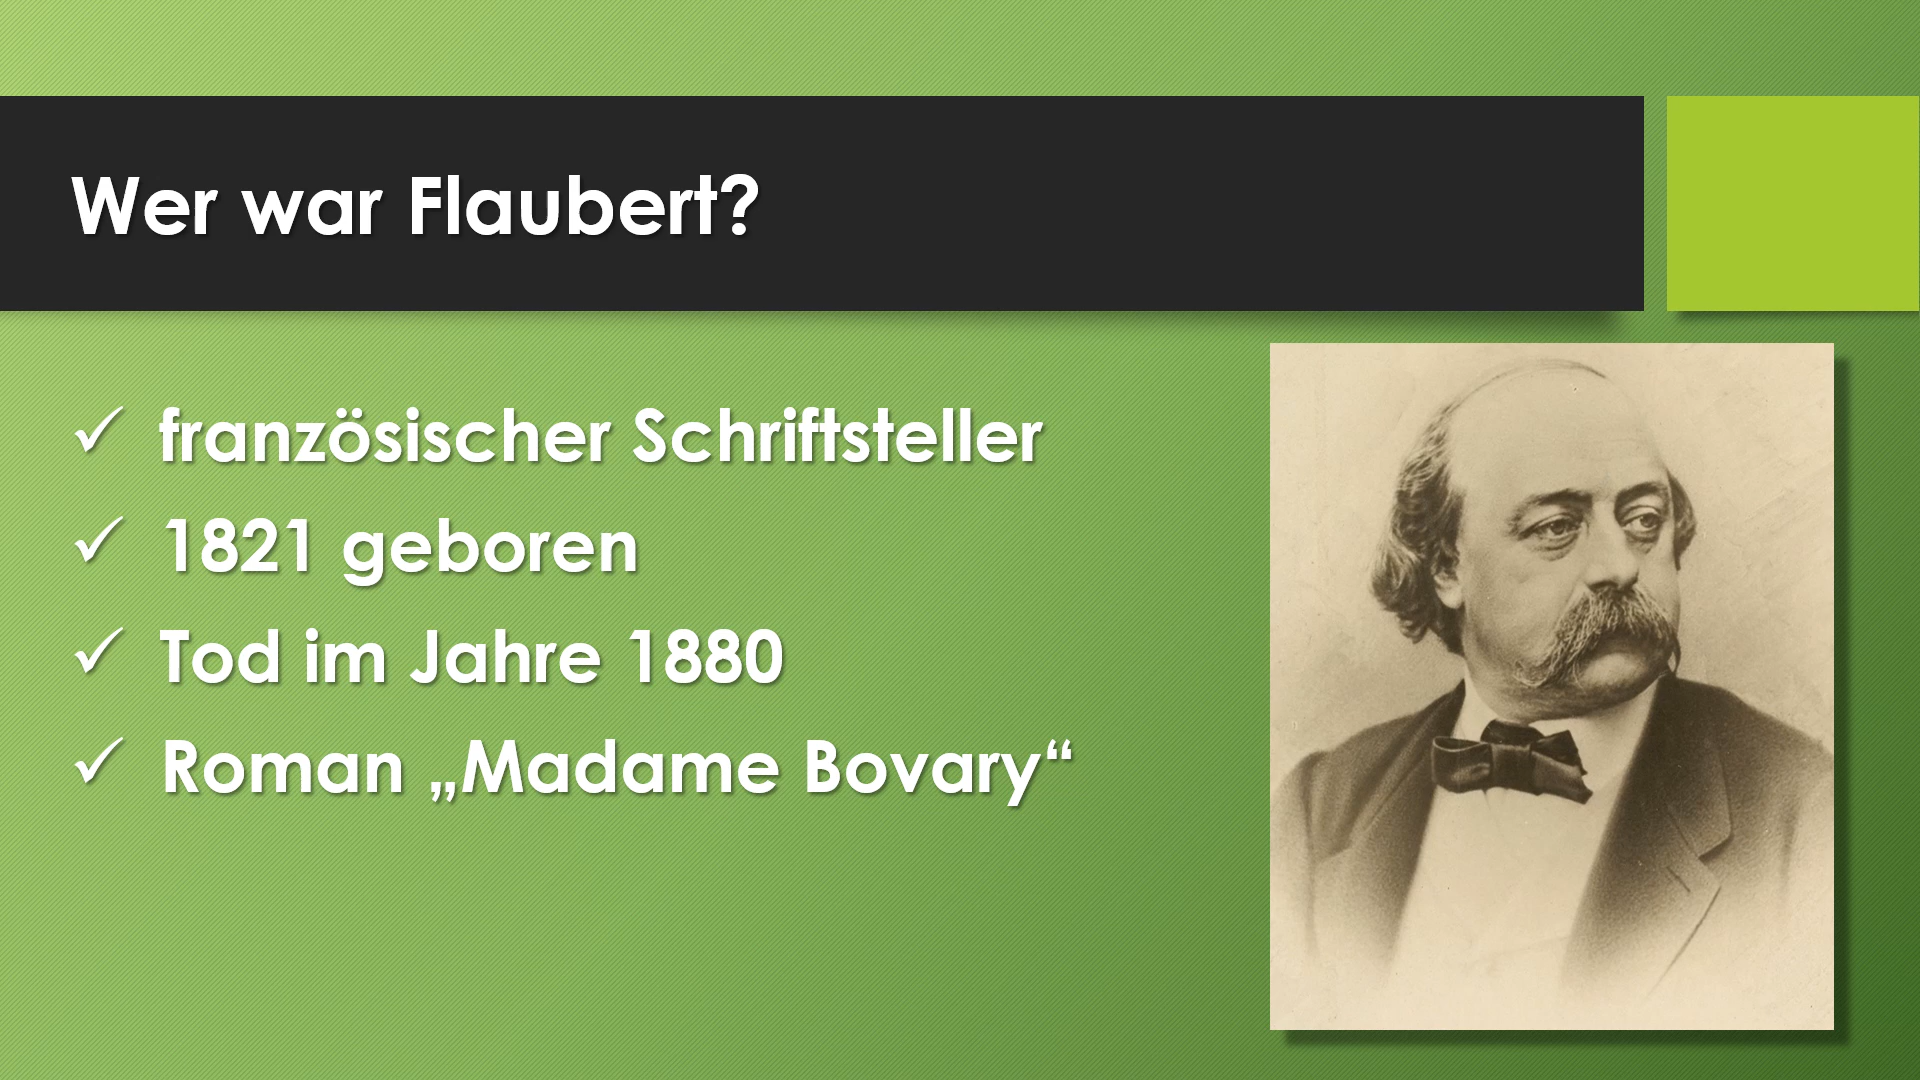 Wer war Flaubert?
französischer Schriftsteller
1821 geboren
Tod im Jahre 1880
Roman „Madame Bovary“